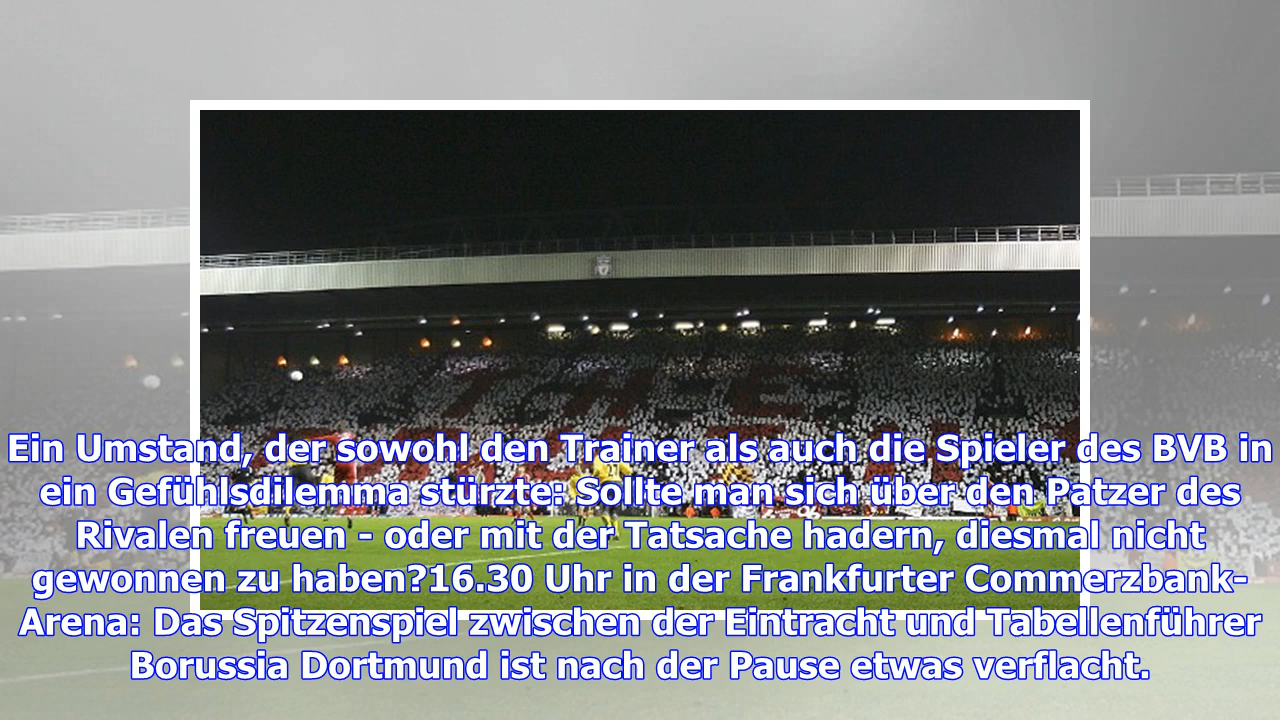 THE
Ein Umstand, der sowohl den Trainer als auch die Spieler des BVB in
ein Gefühlsdilemma stürzte: Sollte man sich über den Patzer des
Rivalen freuen - oder mit der Tatsache hadern, diesmal nicht
gewonnen zu haben?16.30 Uhr in der Frankfurter Commerzbank-
Arena: Das Spitzenspiel zwischen der Eintracht und Tabellenführer
Borussia Dortmund ist nach der Pause etwas verflacht.